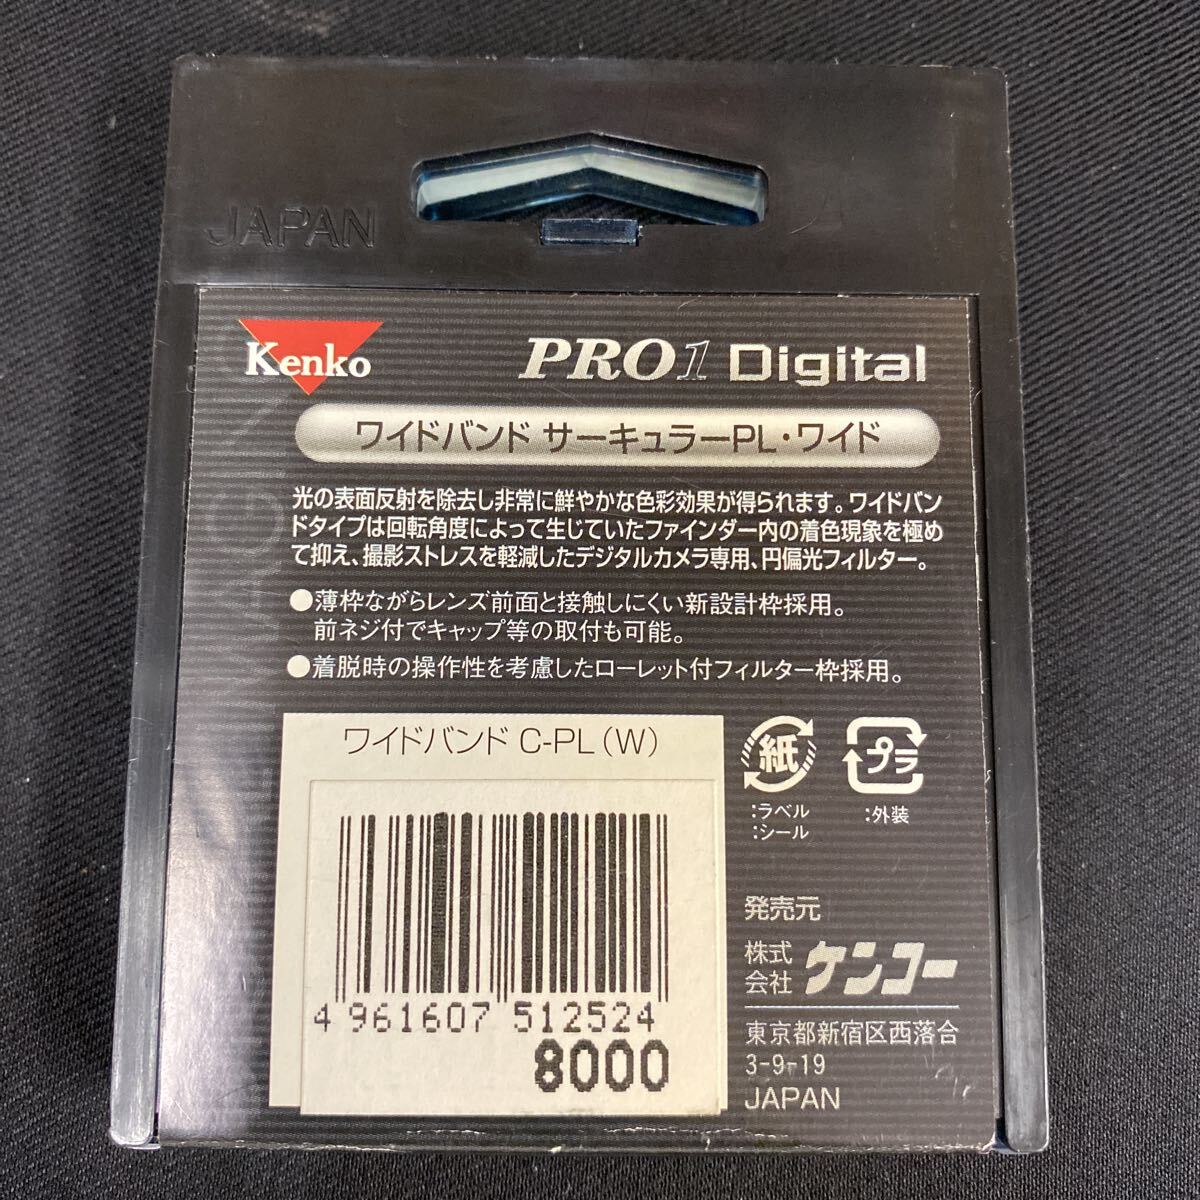 JAPAN
Kenko
PRO1 Digital
ワイドバンド サーキュラーPL・ワイド
光の表面反射を除去し非常に鮮やかな色彩効果が得られます。ワイドバン
ドタイプは回転角度によって生じていたファインダー内の着色現象を極め
て抑え、撮影ストレスを軽減したデジタルカメラ専用、円偏光フィルター。
●薄枠ながらレンズ前面と接触しにくい新設計枠採用。
前ネジ付でキャップ等の取付も可能。
●着脱時の操作性を考慮したローレット付フィルター枠採用。
ワイドバンド C-PL(W)
4 961607 512524
8000
紙
:ラベル
:シール
プラ
:外装
発売元
株式会社 ケンコー
東京都新宿区西落合
3-9-19
JAPAN